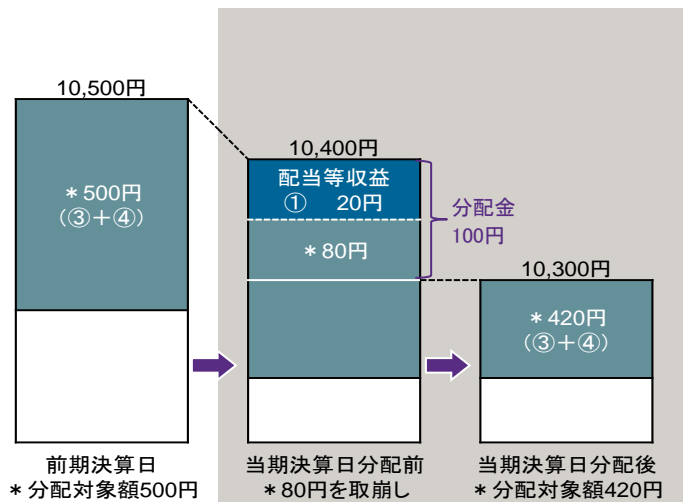 10,500円
＊500円
（③＋④）
前期決算日
＊分配対象額500円
10,400円
配当等収益
① 20円
＊80円
分配金
100円
当期決算日分配前
＊80円を取崩し
10,300円
＊420円
（③＋④）
当期決算日分配後
＊分配対象額420円